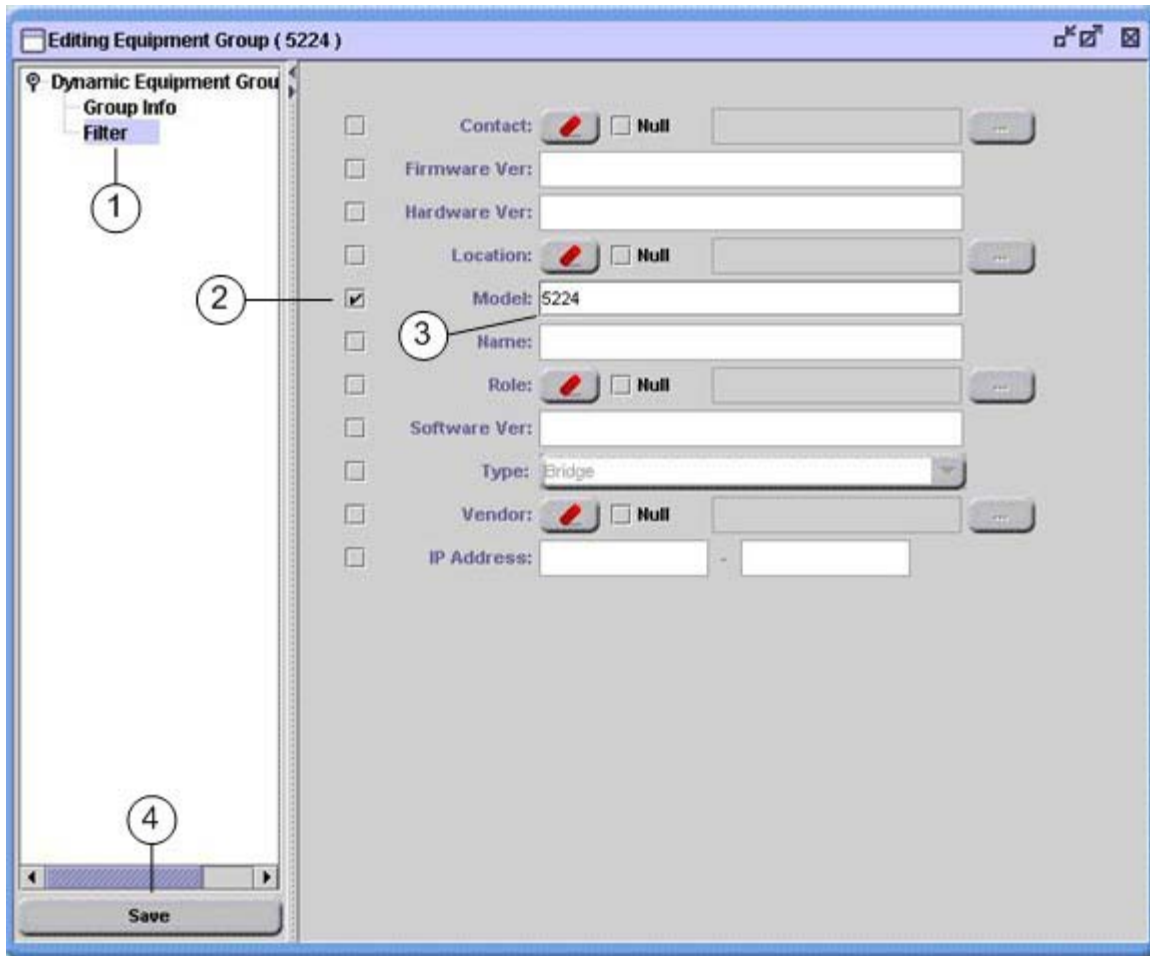 Editing Equipment Group ( 5224 )
Dynamic Equipment Grou
Group Info
Filter
1
Contact: Null ...
Firmware Ver:
Hardware Ver:
Location: Null ...
2
Model: 5224
3
Name:
Role: Null ...
Software Ver:
Type: Bridge
Vendor: Null ...
IP Address: -
4
Save